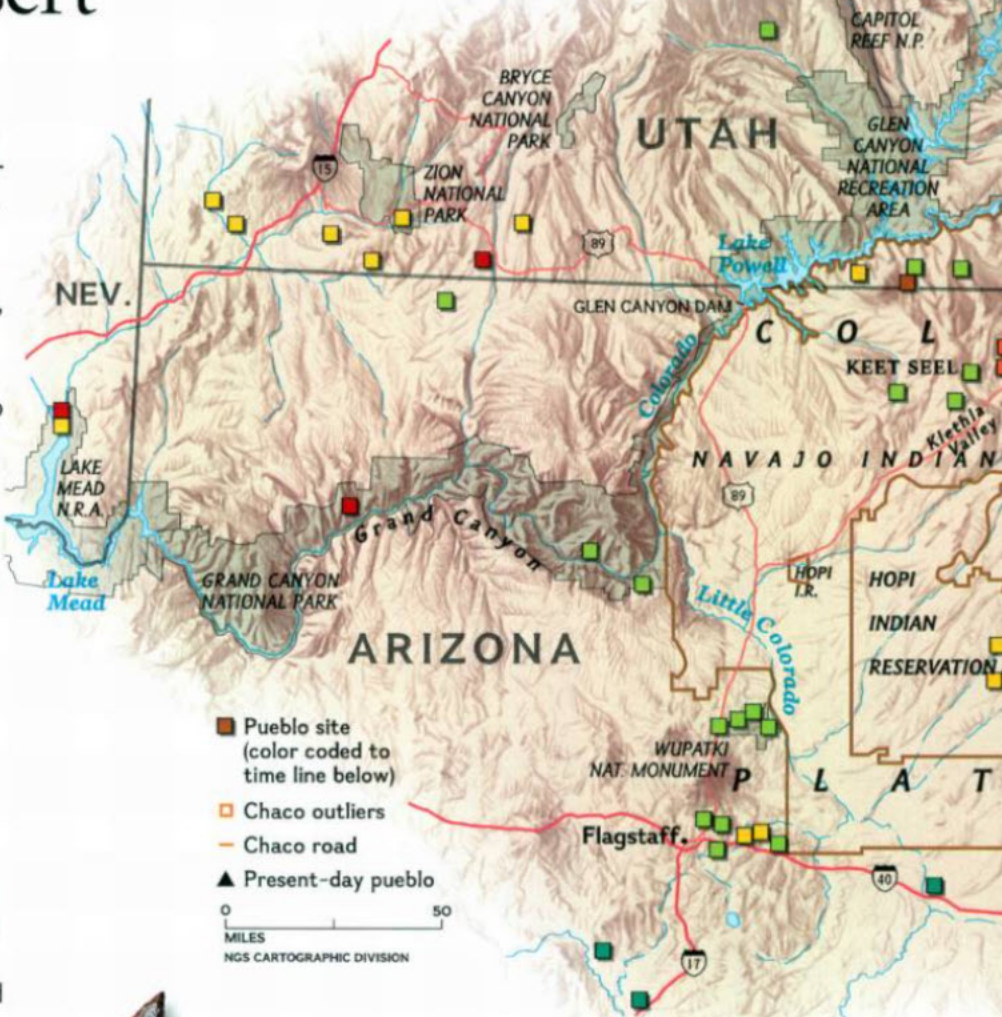 CAPITOL
REEF N.P.
BRYCE
CANYON
NATIONAL
PARK
UTAH
GLEN
CANYON
NATIONAL
RECREATION
AREA
15
ZION
NATIONAL
PARK
89
Lake
Powell
NEV.
GLEN CANYON DAM
C O L
Colorado
KEET SEEL
Klethla
Valley
NAVAJO INDIAN
LAKE
MEAD
N.R.A.
89
Grand Canyon
Lake
Mead
GRAND CANYON
NATIONAL PARK
HOPI
I.R.
HOPI
INDIAN
RESERVATION
Little Colorado
ARIZONA
Pueblo site
(color coded to
time line below)
Chaco outliers
Chaco road
Present-day pueblo
0 50
MILES
NGS CARTOGRAPHIC DIVISION
WUPATKI
NAT. MONUMENT
P L A T
Flagstaff
40
17